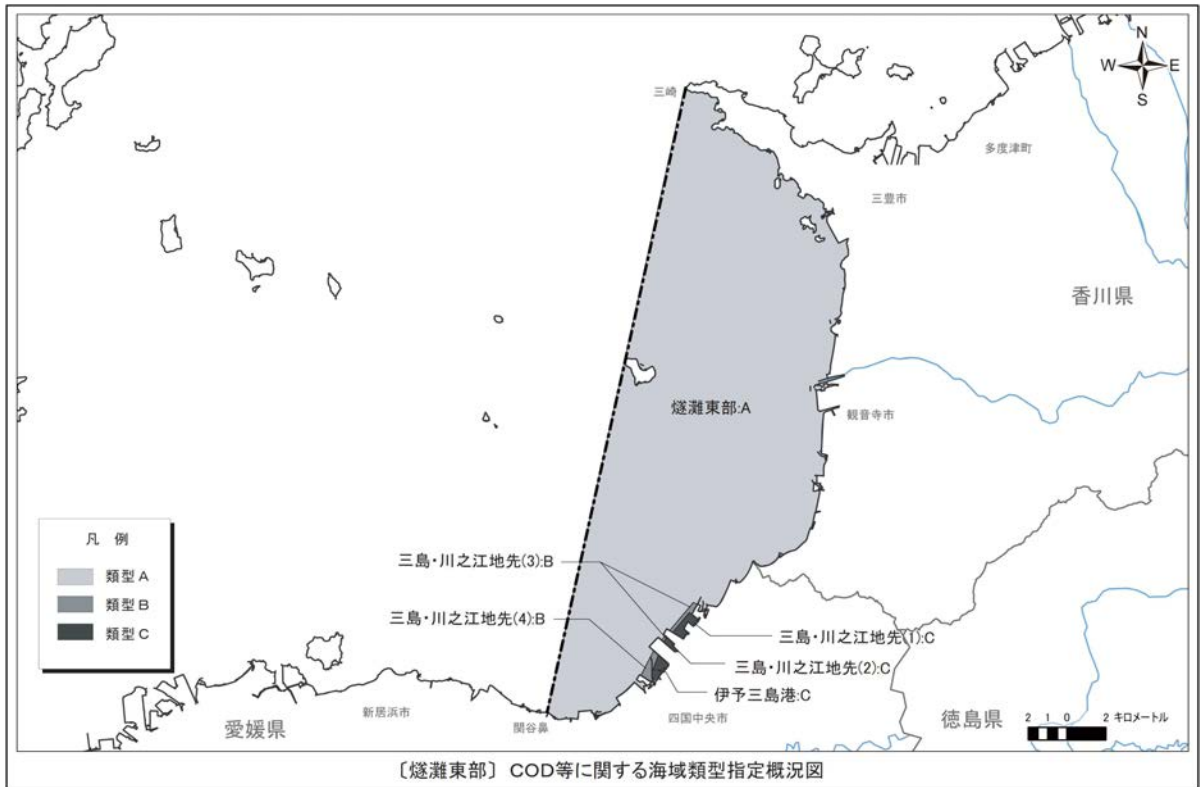 N
W E
S
三崎
多度津町
三豊市
香川県
燧灘東部:A
観音寺市
凡 例
類型A
類型B
類型C
三島・川之江地先(3):B
三島・川之江地先(4):B
三島・川之江地先(1):C
三島・川之江地先(2):C
伊予三島港:C
四国中央市
新居浜市
関谷鼻
愛媛県
徳島県
2 1 0 2 キロメートル
〔燧灘東部〕 COD等に関する海域類型指定概況図